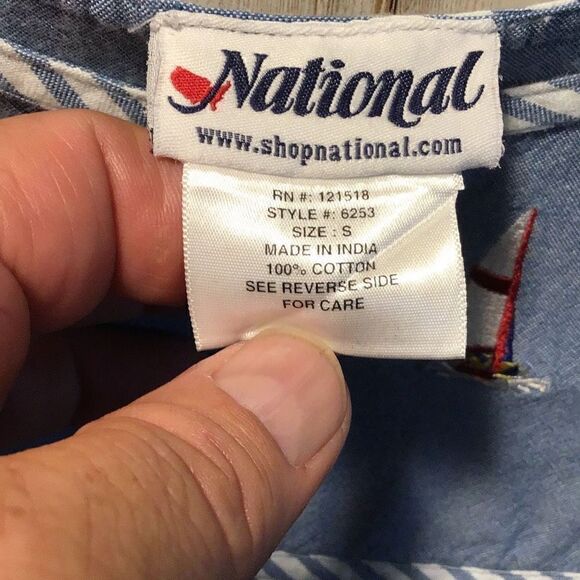 National
www.shopnational.com
RN #: 121518
STYLE #: 6253
SIZE : S
MADE IN INDIA
100% COTTON
SEE REVERSE SIDE
FOR CARE